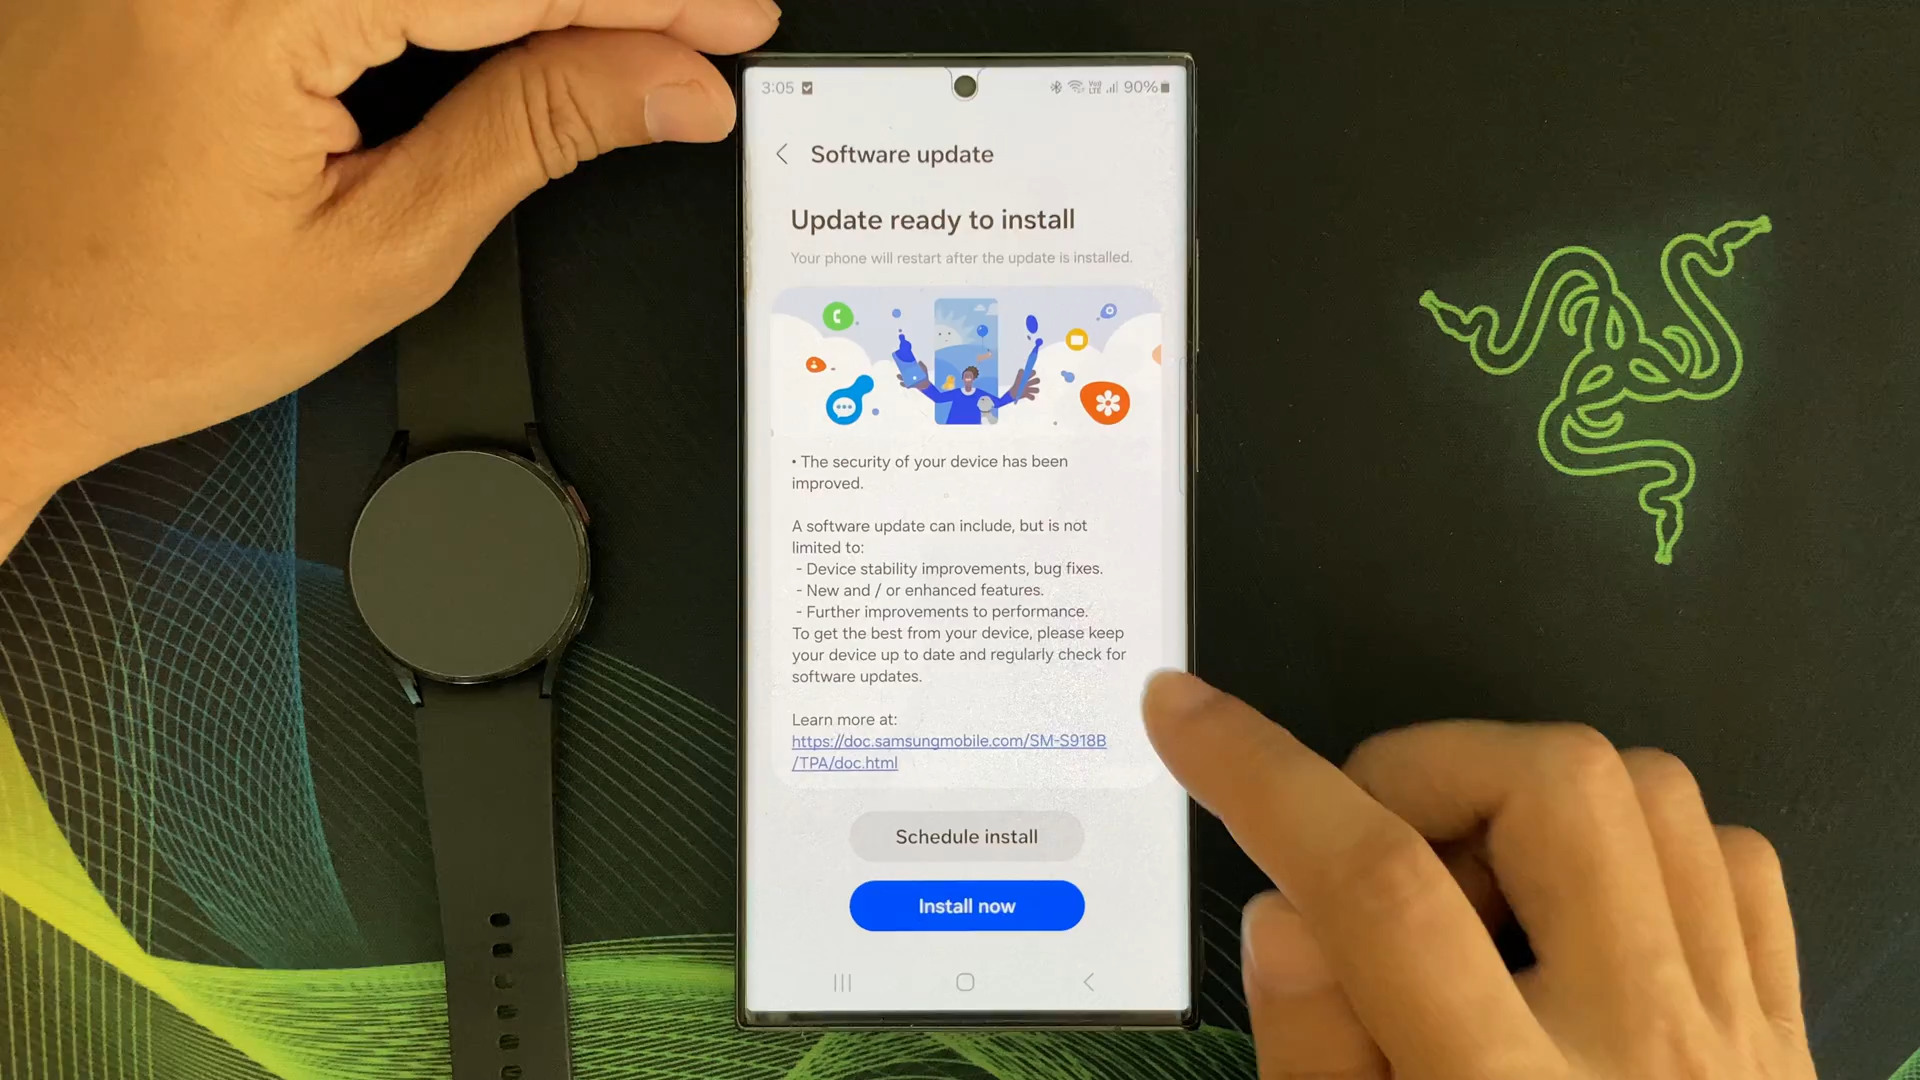 3:05
Vo))
LTE
90%
Software update
Update ready to install
Your phone will restart after the update is installed.
• The security of your device has been
improved.
A software update can include, but is not
limited to:
- Device stability improvements, bug fixes.
- New and / or enhanced features.
- Further improvements to performance.
To get the best from your device, please keep
your device up to date and regularly check for
software updates.
Learn more at:
https://doc.samsungmobile.com/SM-S918B
/TPA/doc.html
Schedule install
Install now